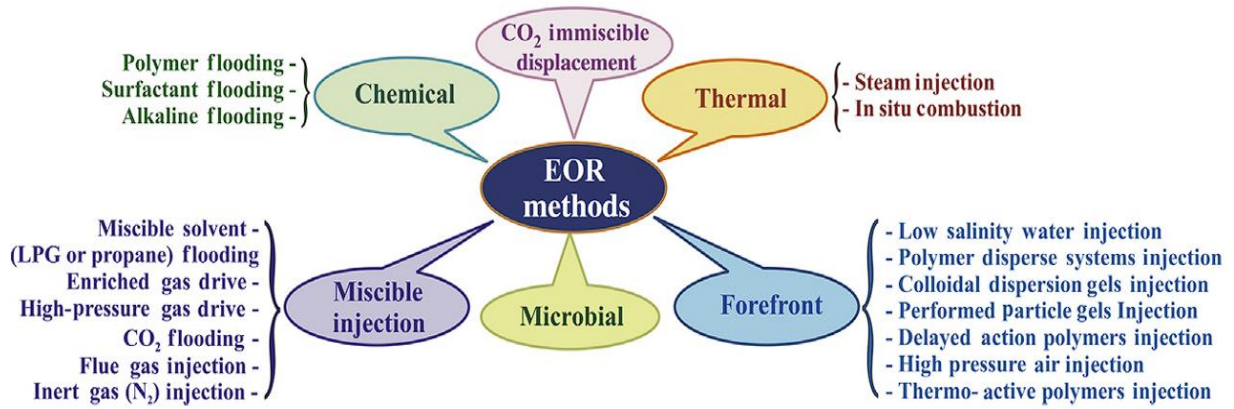 CO₂ immiscible
displacement
Polymer flooding -
Surfactant flooding -
Alkaline flooding -
Chemical
Thermal
- Steam injection
- In situ combustion
EOR
methods
Miscible solvent -
(LPG or propane) flooding
Enriched gas drive -
High-pressure gas drive -
CO₂ flooding -
Flue gas injection -
Inert gas (N₂) injection -
Miscible
injection
Microbial
Forefront
- Low salinity water injection
- Polymer disperse systems injection
- Colloidal dispersion gels injection
- Performed particle gels Injection
- Delayed action polymers injection
- High pressure air injection
- Thermo- active polymers injection